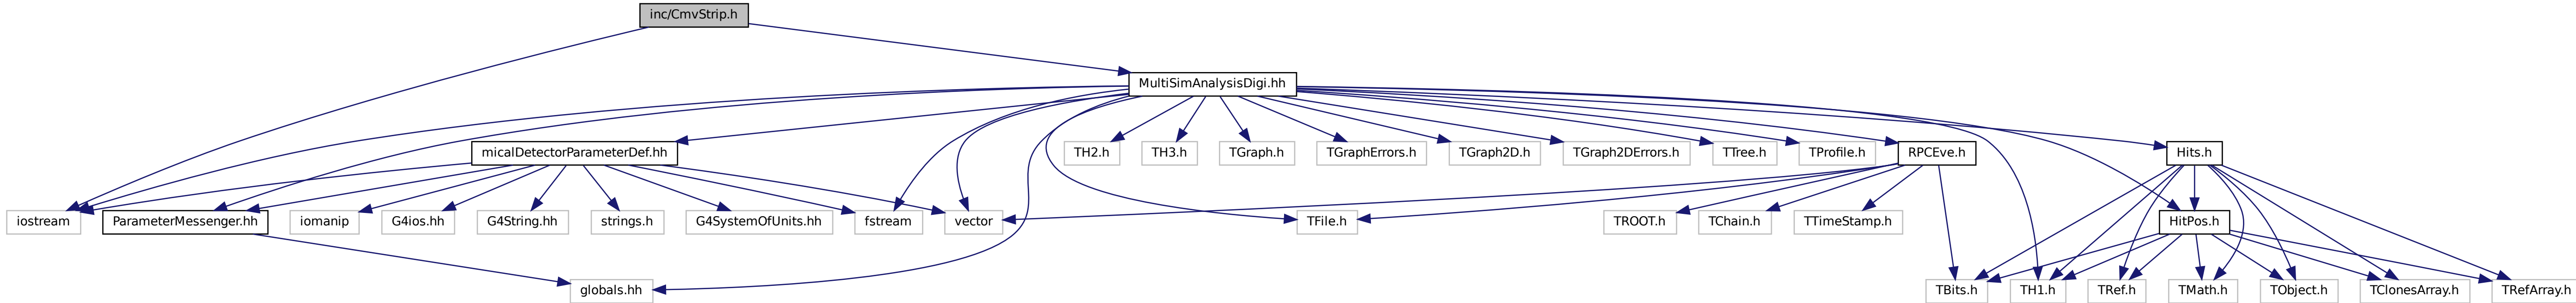 inc/CmvStrip.h
MultiSimAnalysisDigi.hh
micalDetectorParameterDef.hh
TH2.h
TH3.h
TGraph.h
TGraphErrors.h
TGraph2D.h
TGraph2DErrors.h
TTree.h
TProfile.h
RPCEve.h
Hits.h
iostream
ParameterMessenger.hh
iomanip
G4ios.hh
G4String.hh
strings.h
G4SystemOfUnits.hh
fstream
vector
TFile.h
TROOT.h
TChain.h
TTimeStamp.h
HitPos.h
globals.hh
TBits.h
TH1.h
TRef.h
TMath.h
TObject.h
TClonesArray.h
TRefArray.h